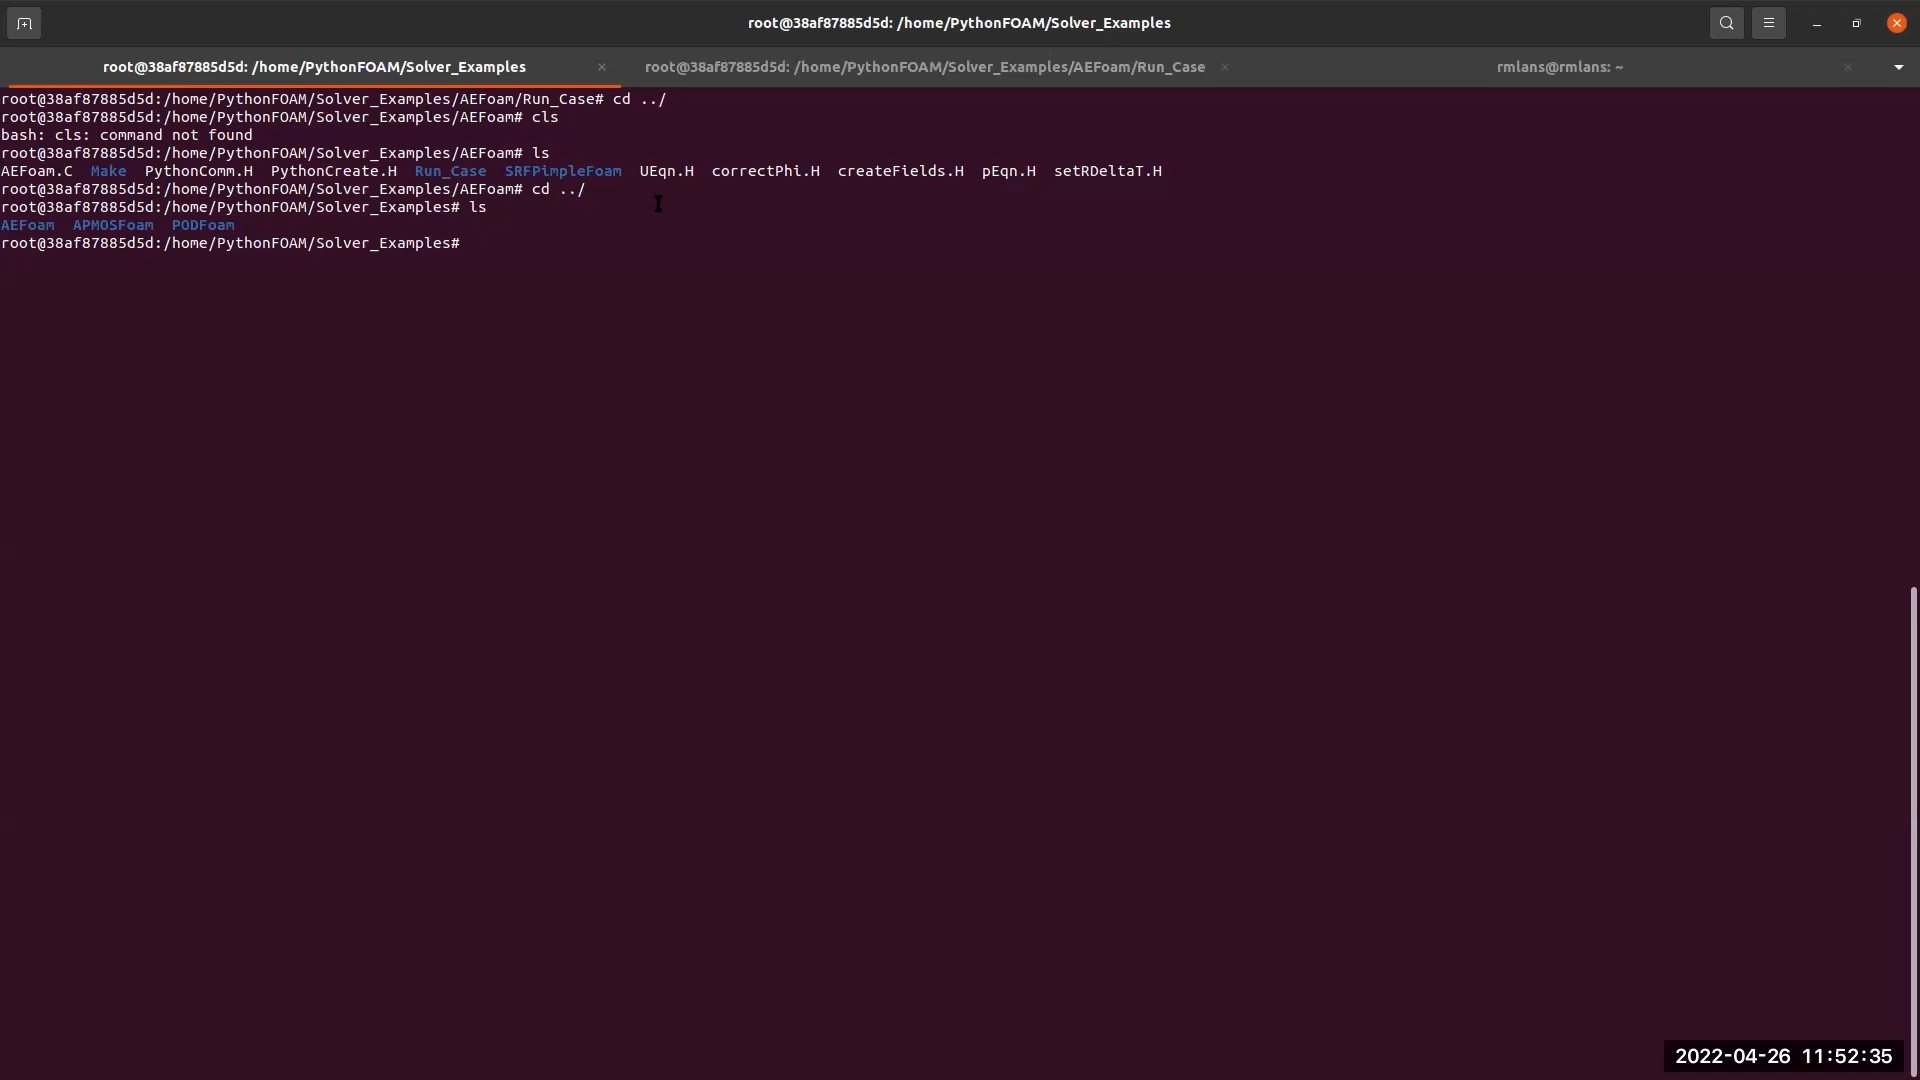 root@38af87885d5d: /home/PythonFOAM/Solver_Examples
root@38af87885d5d: /home/PythonFOAM/Solver_Examples
root@38af87885d5d: /home/PythonFOAM/Solver_Examples/AEFoam/Run_Case
rmlans@rmlans: ~
root@38af87885d5d:/home/PythonFOAM/Solver_Examples/AEFoam/Run_Case# cd ../
root@38af87885d5d:/home/PythonFOAM/Solver_Examples/AEFoam# cls
bash: cls: command not found
root@38af87885d5d:/home/PythonFOAM/Solver_Examples/AEFoam# ls
AEFoam.C  Make  PythonComm.H  PythonCreate.H  Run_Case  SRFPimpleFoam  UEqn.H  correctPhi.H  createFields.H  pEqn.H  setRDeltaT.H
root@38af87885d5d:/home/PythonFOAM/Solver_Examples/AEFoam# cd ../
root@38af87885d5d:/home/PythonFOAM/Solver_Examples# ls
AEFoam  APMOSFoam  PODFoam
root@38af87885d5d:/home/PythonFOAM/Solver_Examples#
2022-04-26 11:52:35